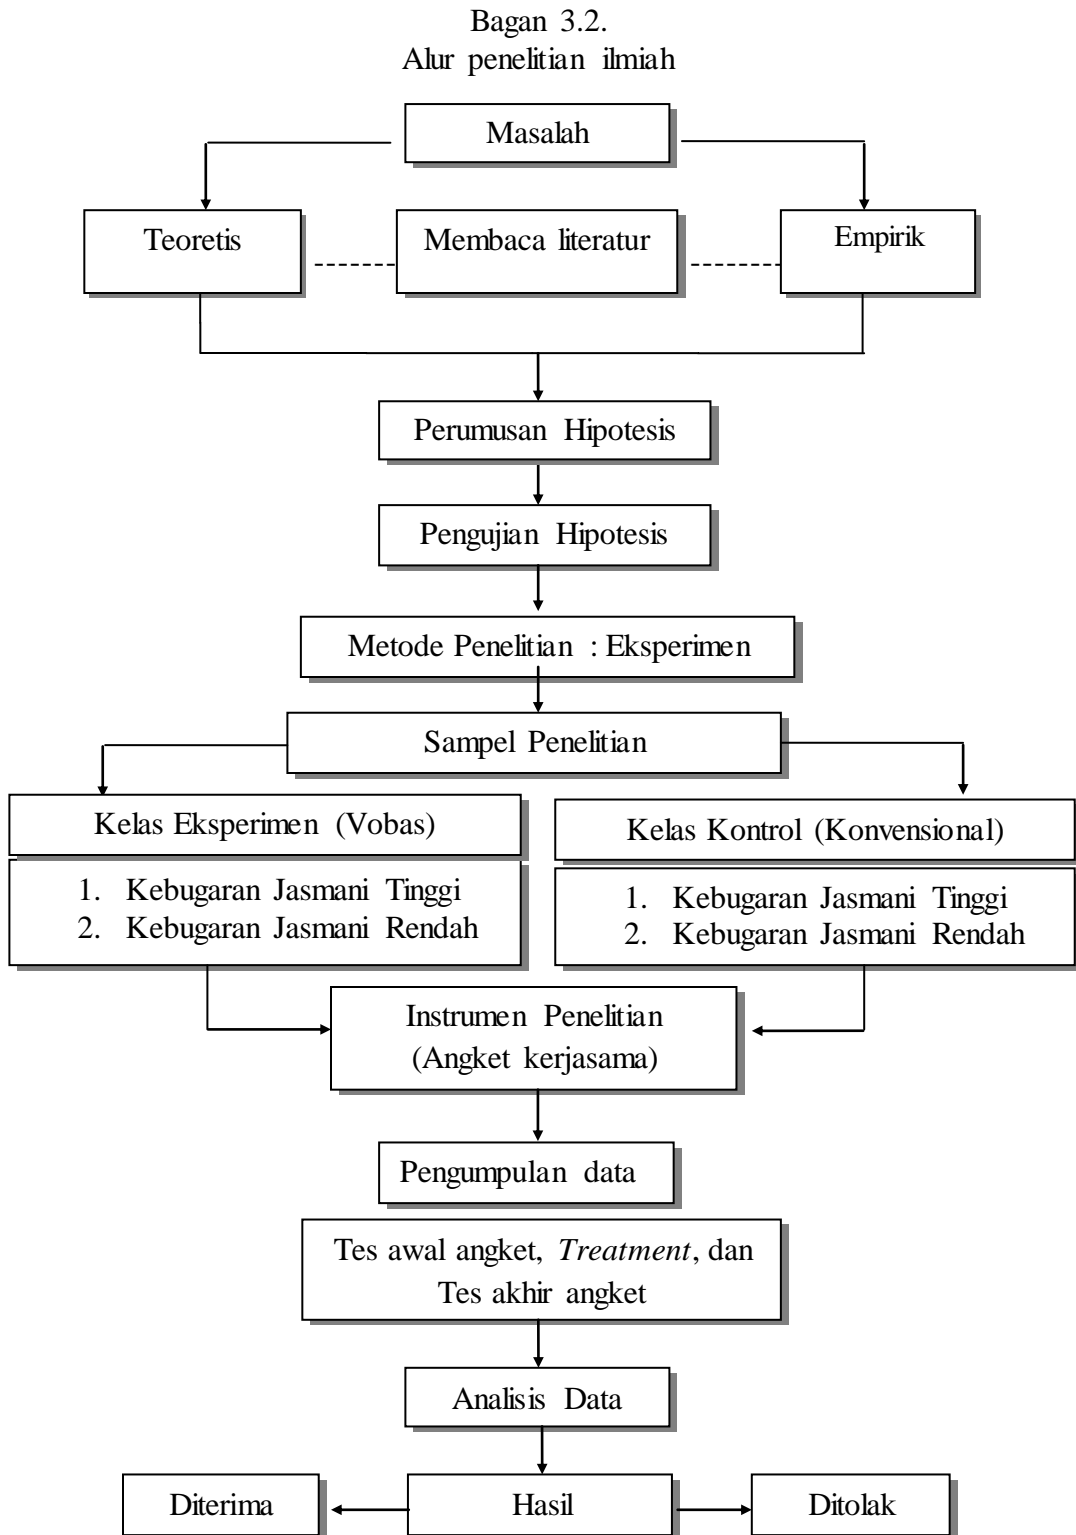 Bagan 3.2.
Alur penelitian ilmiah
Masalah
Teoretis
Membaca literatur
Empirik
Perumusan Hipotesis
Pengujian Hipotesis
Metode Penelitian : Eksperimen
Sampel Penelitian
Kelas Eksperimen (Vobas)
1. Kebugaran Jasmani Tinggi
2. Kebugaran Jasmani Rendah
Kelas Kontrol (Konvensional)
1. Kebugaran Jasmani Tinggi
2. Kebugaran Jasmani Rendah
Instrumen Penelitian
(Angket kerjasama)
Pengumpulan data
Tes awal angket, Treatment, dan
Tes akhir angket
Analisis Data
Diterima
Hasil
Ditolak